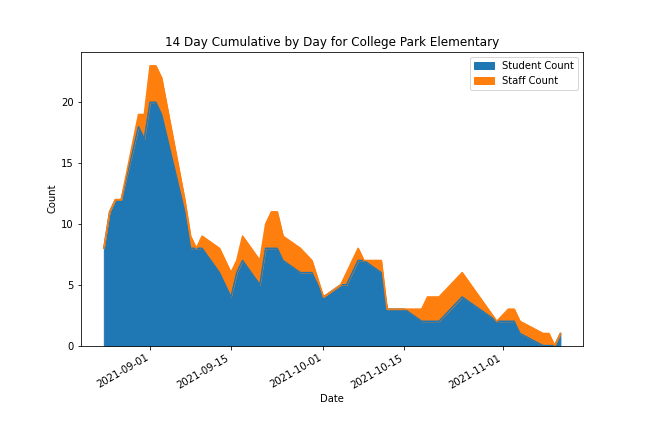 14 Day Cumulative by Day for College Park Elementary
Student Count
Staff Count
Count
20
15
10
5
0
2021-09-01
2021-09-15
2021-10-01
2021-10-15
2021-11-01
Date